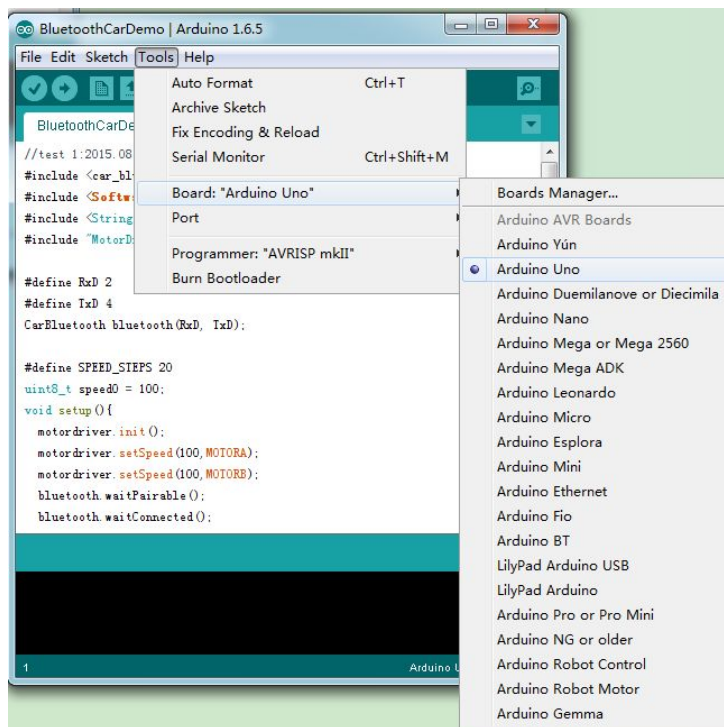 BluetoothCarDemo | Arduino 1.6.5
File Edit Sketch Tools Help
Auto Format Ctrl+T
Archive Sketch
Fix Encoding & Reload
Serial Monitor Ctrl+Shift+M
Board: "Arduino Uno"
Port
Programmer: "AVRISP mkII"
Burn Bootloader
BluetoothCarDe
//test 1:2015.08
#include <car_bl
#include <Softw
#include <String
#include "MotorD
#define RxD 2
#define TxD 4
CarBluetooth bluetooth(RxD, TxD);
#define SPEED_STEPS 20
uint8_t speed0 = 100;
void setup(){
motordriver.init();
motordriver.setSpeed(100,MOTORA);
motordriver.setSpeed(100,MOTORB);
bluetooth.waitPairable();
bluetooth.waitConnected();
1 Arduino U
Boards Manager...
Arduino AVR Boards
Arduino Yún
Arduino Uno
Arduino Duemilanove or Diecimila
Arduino Nano
Arduino Mega or Mega 2560
Arduino Mega ADK
Arduino Leonardo
Arduino Micro
Arduino Esplora
Arduino Mini
Arduino Ethernet
Arduino Fio
Arduino BT
LilyPad Arduino USB
LilyPad Arduino
Arduino Pro or Pro Mini
Arduino NG or older
Arduino Robot Control
Arduino Robot Motor
Arduino Gemma